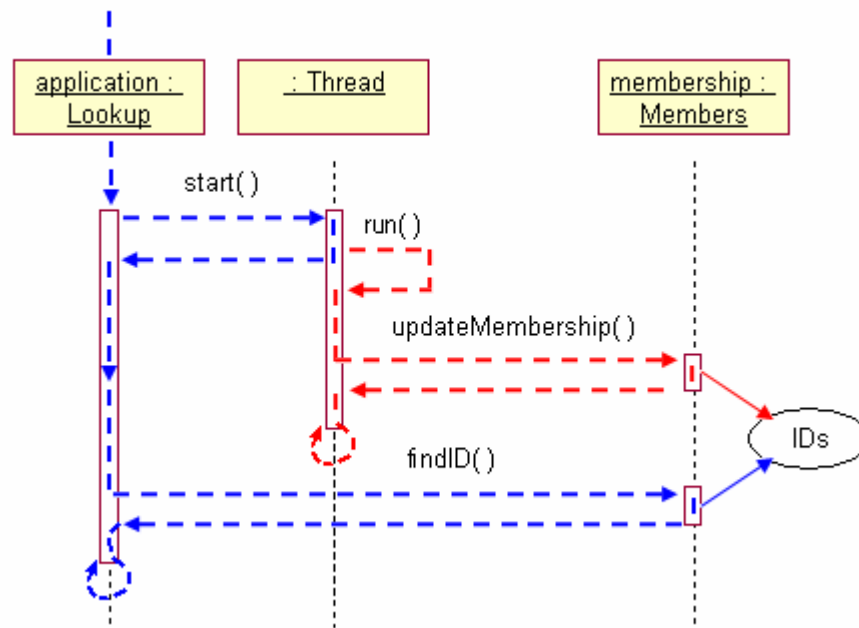 application :
Lookup
: Thread
membership :
Members
start( )
run( )
updateMembership( )
IDs
findID( )